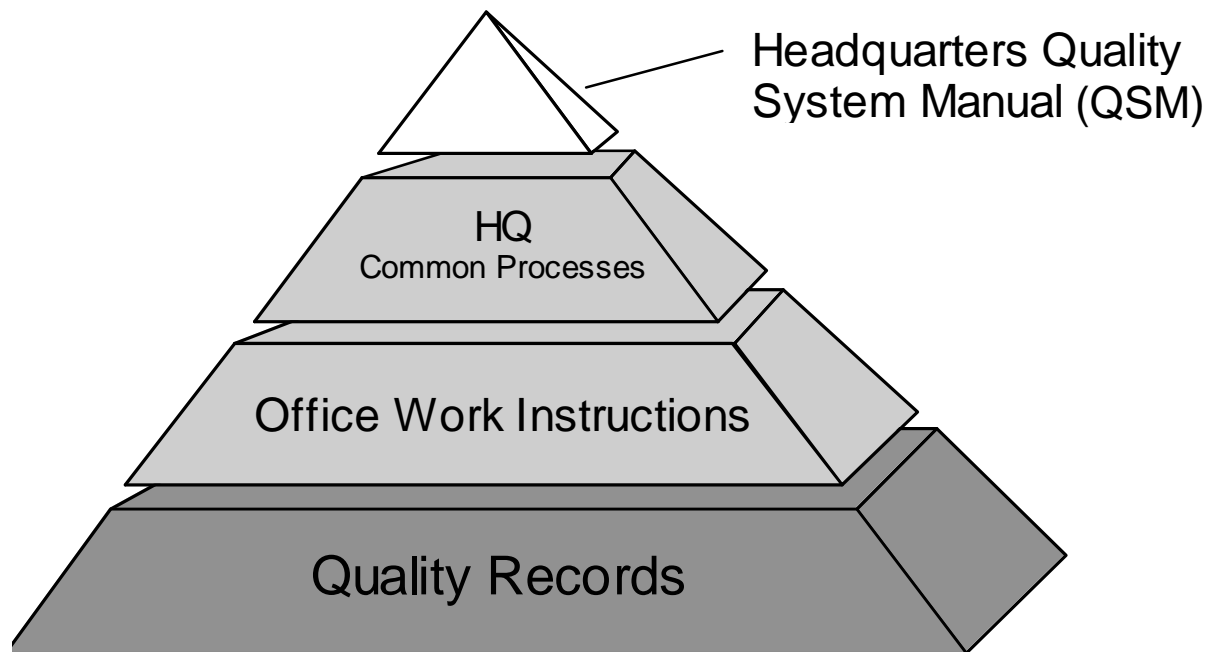 Headquarters Quality
System Manual (QSM)
HQ
Common Processes
Office Work Instructions
Quality Records